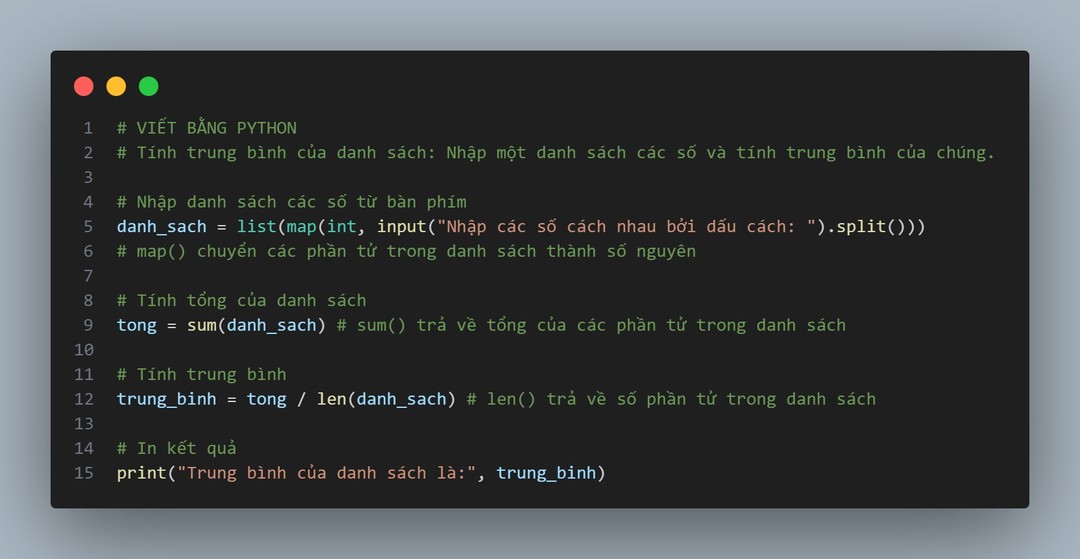 1 # VIẾT BẰNG PYTHON
2 # Tính trung bình của danh sách: Nhập một danh sách các số và tính trung bình của chúng.
3
4 # Nhập danh sách các số từ bàn phím
5 danh_sach = list(map(int, input("Nhập các số cách nhau bởi dấu cách: ").split()))
6 # map() chuyển các phần tử trong danh sách thành số nguyên
7
8 # Tính tổng của danh sách
9 tong = sum(danh_sach) # sum() trả về tổng của các phần tử trong danh sách
10
11 # Tính trung bình
12 trung_binh = tong / len(danh_sach) # len() trả về số phần tử trong danh sách
13
14 # In kết quả
15 print("Trung bình của danh sách là:", trung_binh)